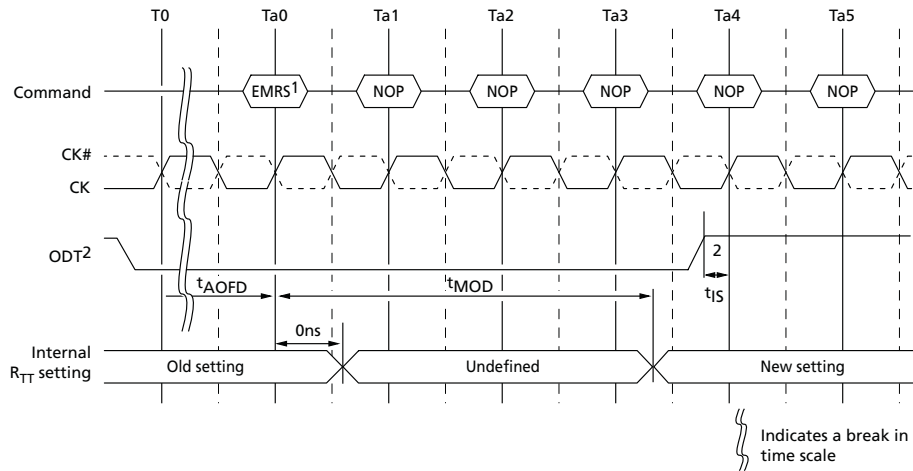 T0 Ta0 Ta1 Ta2 Ta3 Ta4 Ta5
Command EMRS1 NOP NOP NOP NOP NOP
CK#
CK
ODT2 2
tAOFD tMOD tIS
0ns
Internal
RTT setting Old setting Undefined New setting
Indicates a break in
time scale